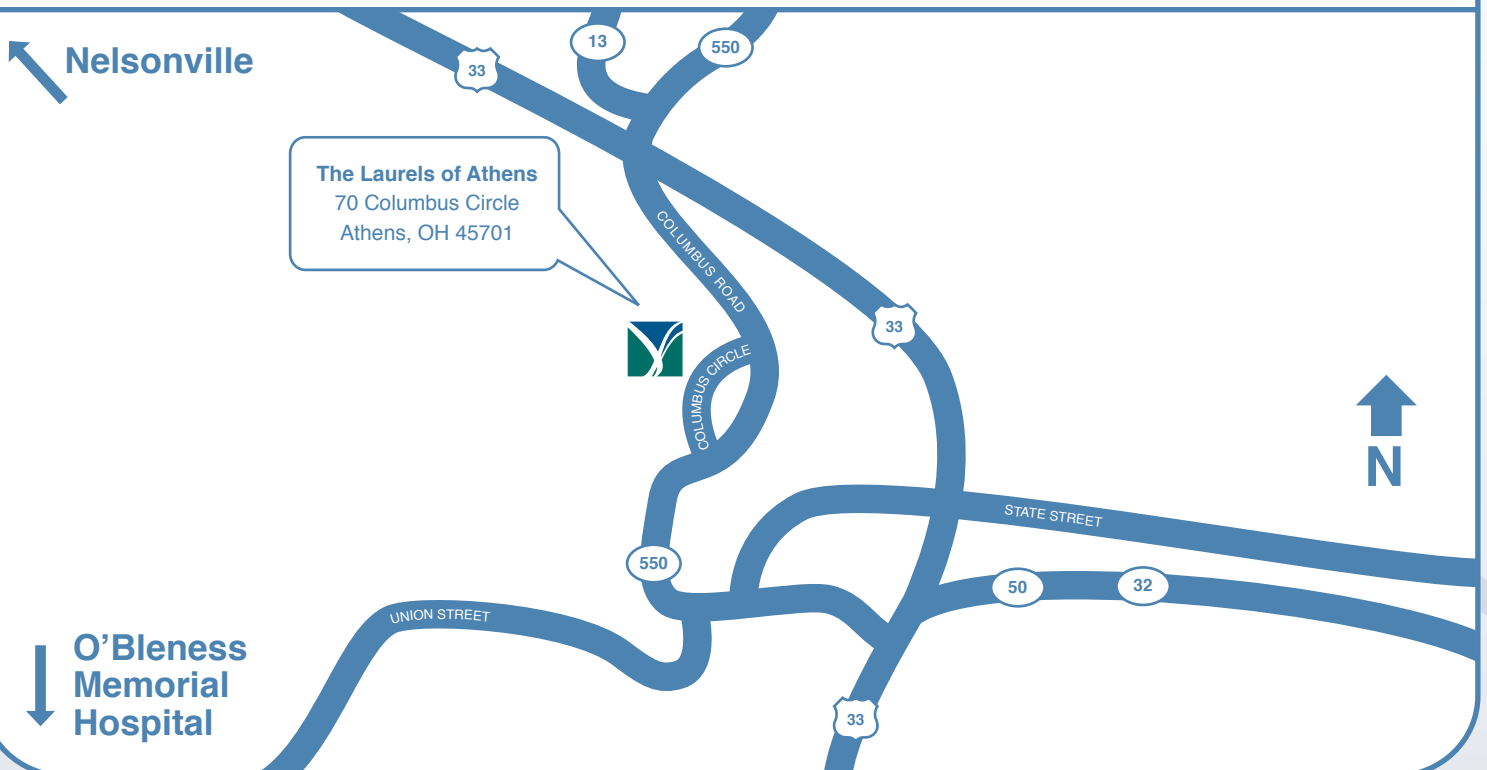 13
550
Nelsonville
33
The Laurels of Athens
70 Columbus Circle
Athens, OH 45701
COLUMBUS ROAD
33
COLUMBUS CIRCLE
N
STATE STREET
550
50
32
UNION STREET
O’Bleness
Memorial
Hospital
33